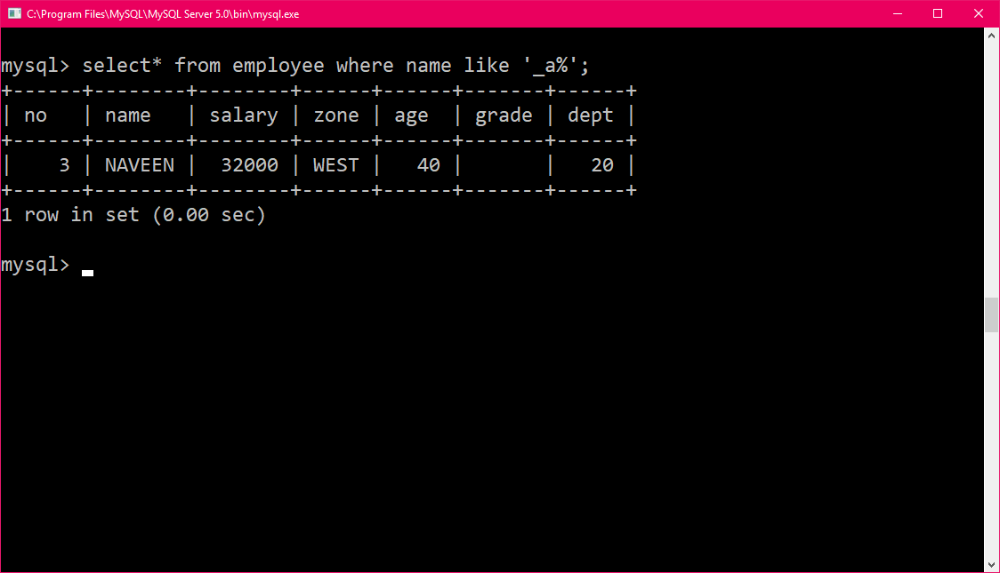 C:\Program Files\MySQL\MySQL Server 5.0\bin\mysql.exe
mysql> select* from employee where name like '_a%';
+------+--------+--------+------+------+-------+------+
| no   | name   | salary | zone | age  | grade | dept |
+------+--------+--------+------+------+-------+------+
|    3 | NAVEEN |  32000 | WEST |   40 |       |   20 |
+------+--------+--------+------+------+-------+------+
1 row in set (0.00 sec)
mysql>